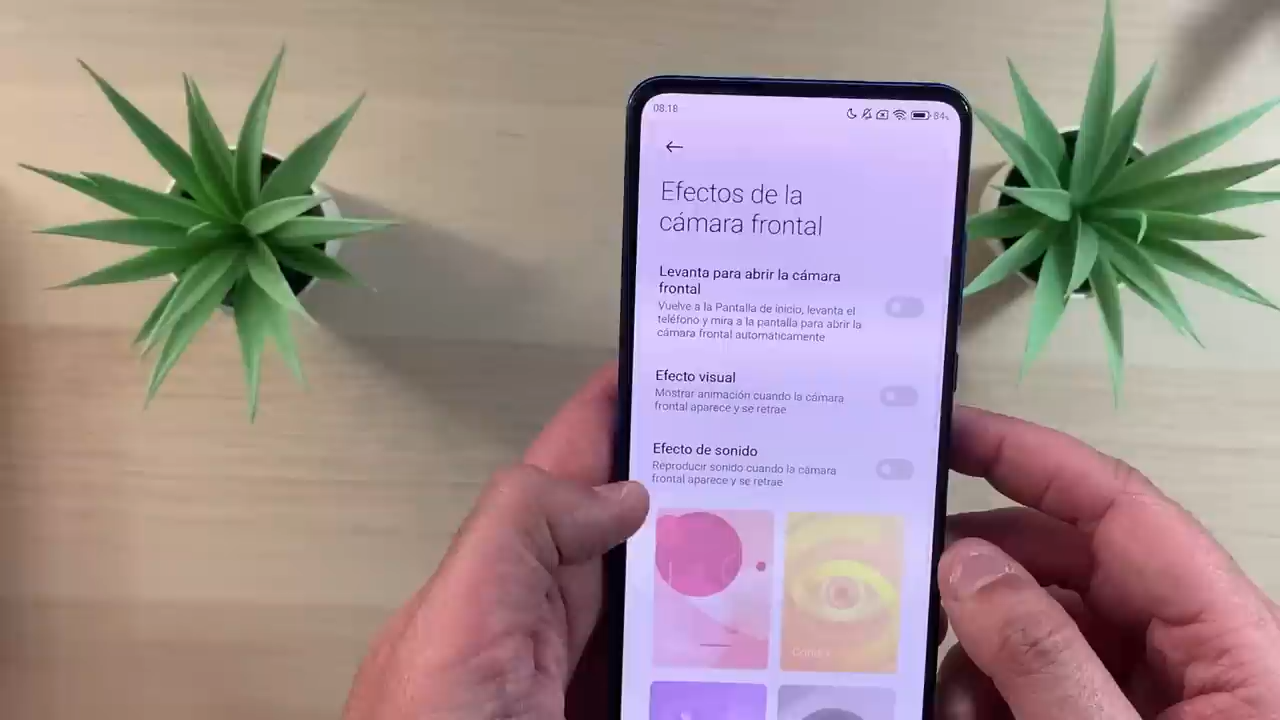 08.18
84%
Efectos de la
cámara frontal
Levanta para abrir la cámara
frontal
Vuelve a la Pantalla de inicio, levanta el
teléfono y mira a la pantalla para abrir la
cámara frontal automáticamente
Efecto visual
Mostrar animación cuando la cámara
frontal aparece y se retrae
Efecto de sonido
Reproducir sonido cuando la cámara
frontal aparece y se retrae